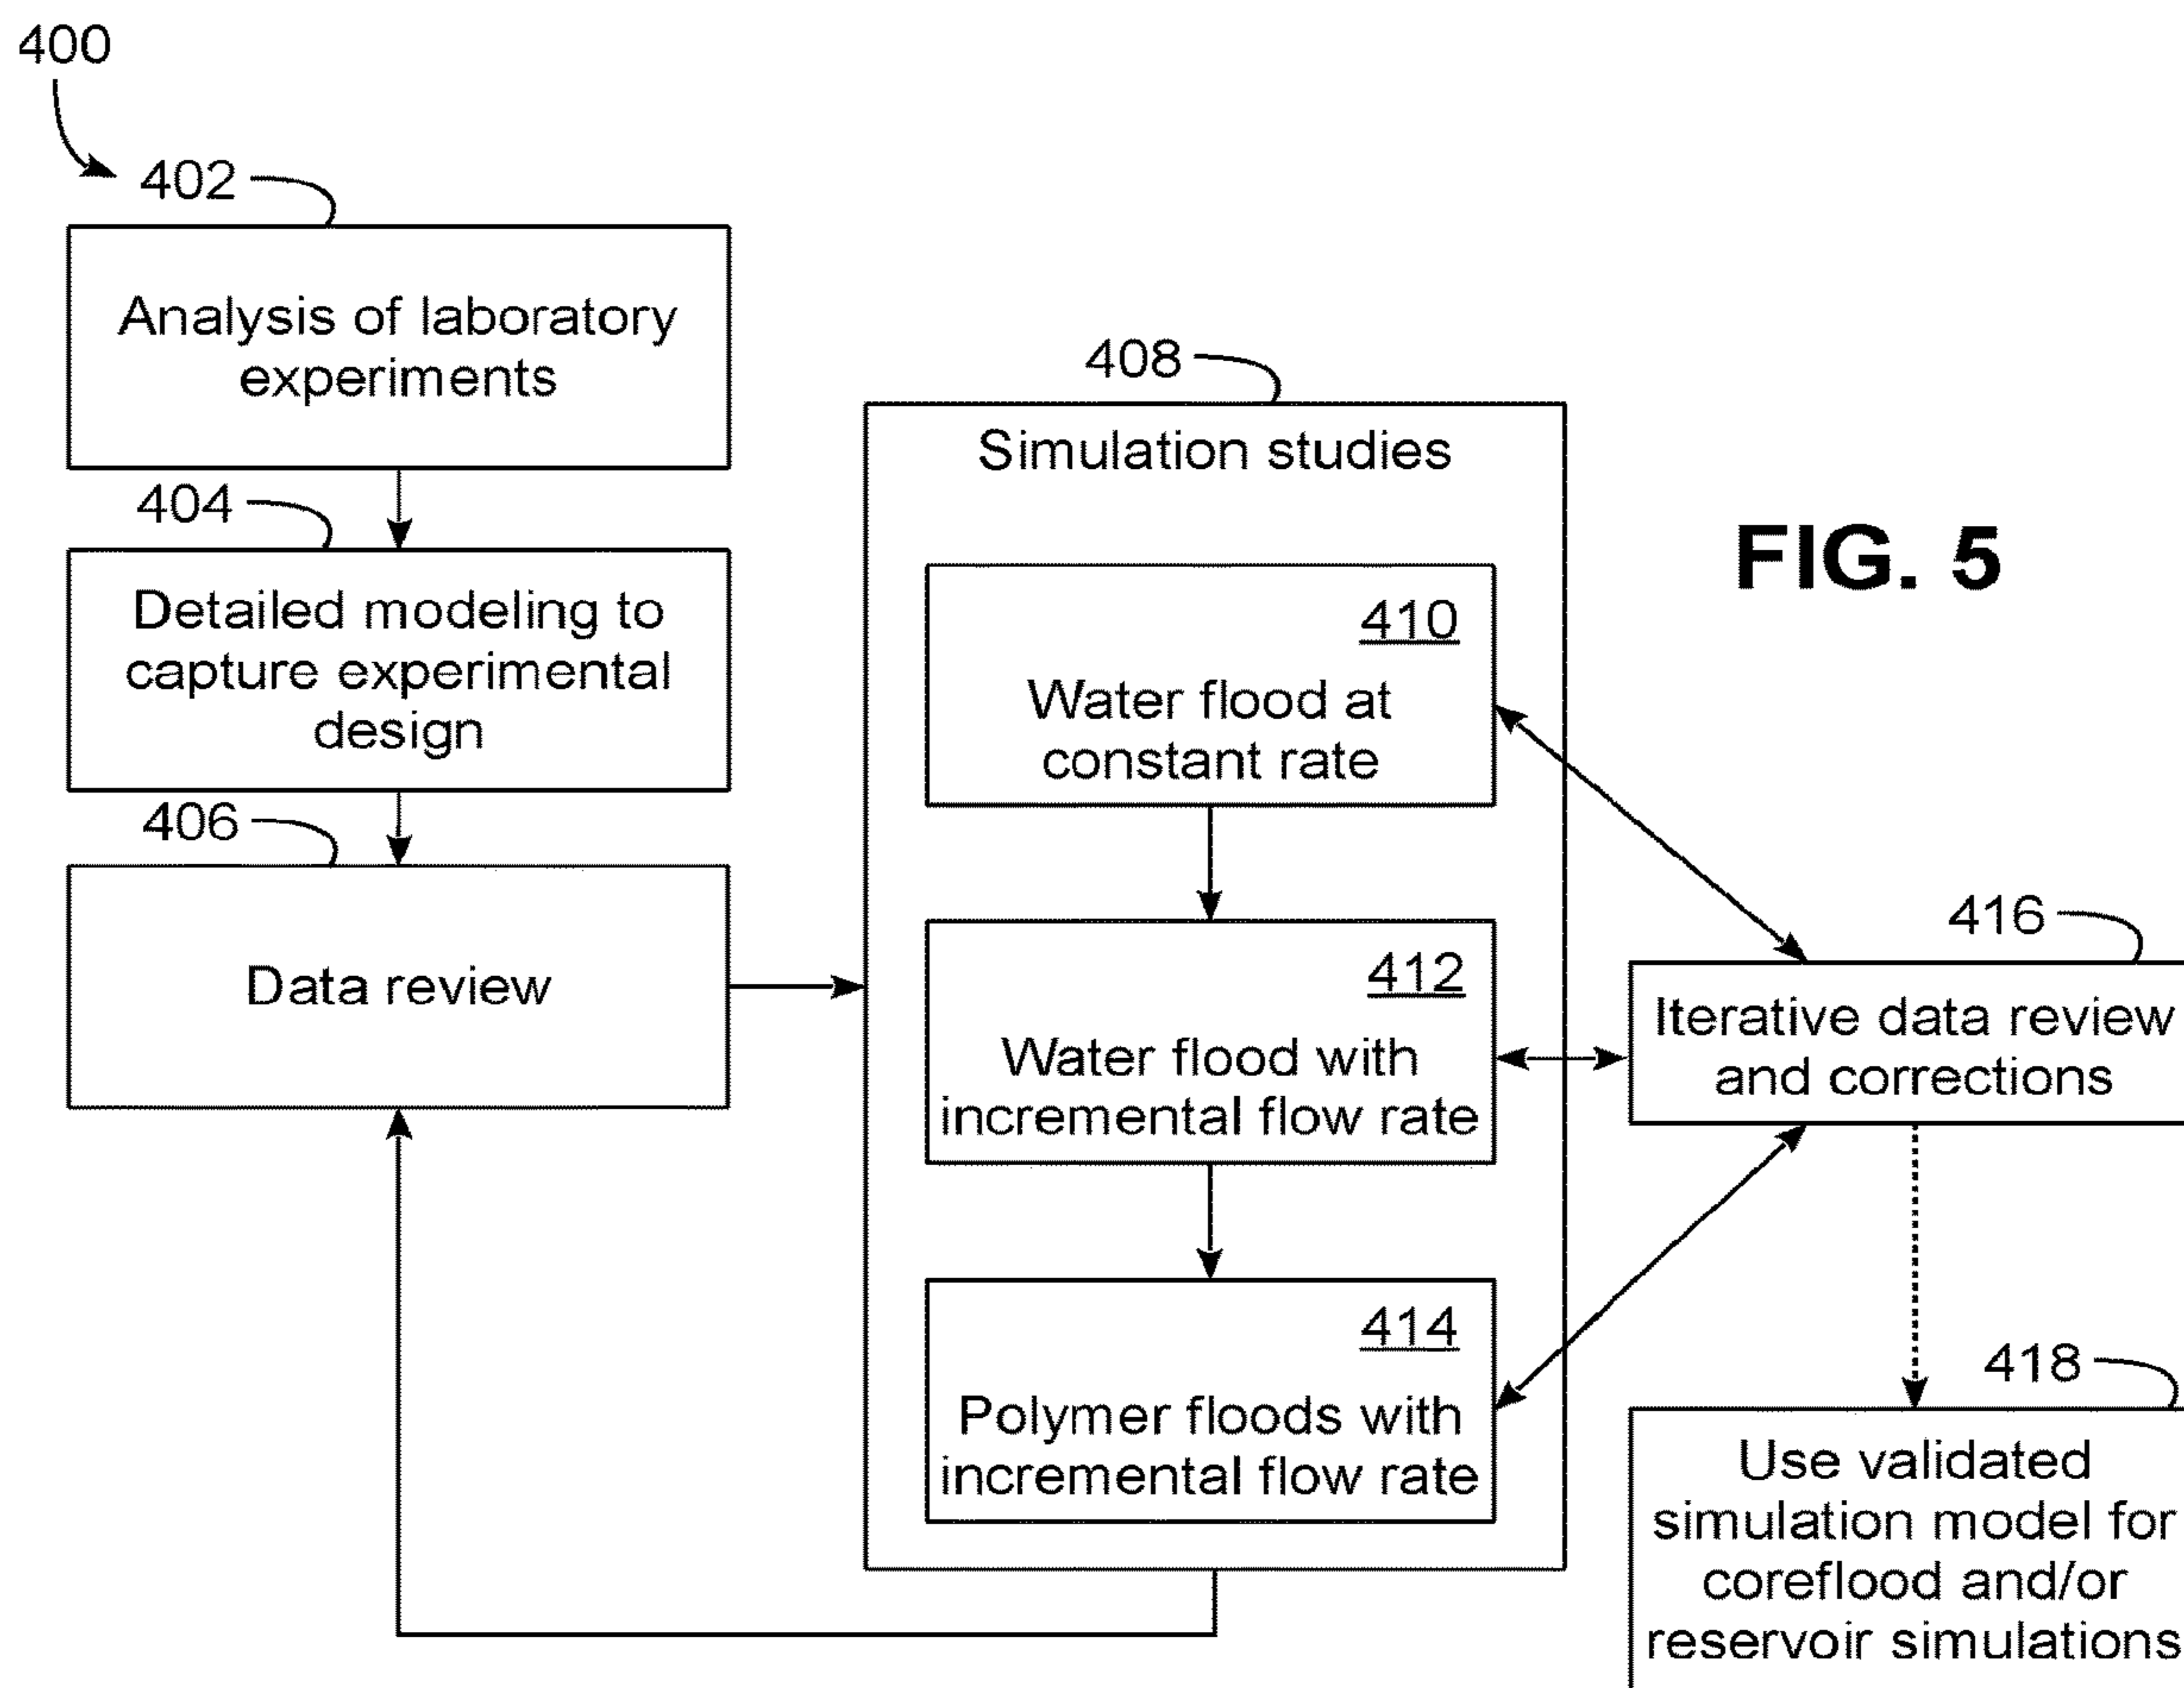 400
402
Analysis of laboratory
experiments
404
Detailed modeling to
capture experimental
design
406
Data review
408
Simulation studies
410
Water flood at
constant rate
412
Water flood with
incremental flow rate
414
Polymer floods with
incremental flow rate
FIG. 5
416
Iterative data review
and corrections
418
Use validated
simulation model for
coreflood and/or
reservoir simulations